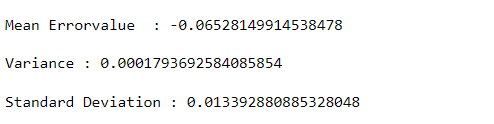 Mean Errorvalue  : -0.06528149914538478
Variance : 0.0001793692584085854
Standard Deviation : 0.013392880885328048